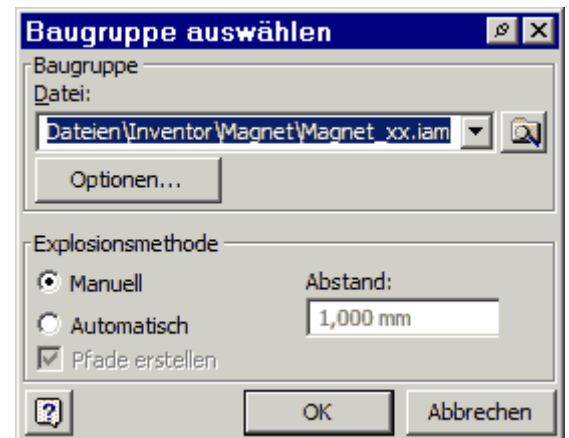 Baugruppe auswählen
Baugruppe
Datei:
Dateien\Inventor\Magnet\Magnet_xx.iam
Optionen...
Explosionsmethode
Manuell
Abstand:
Automatisch
1,000 mm
Pfade erstellen
OK
Abbrechen